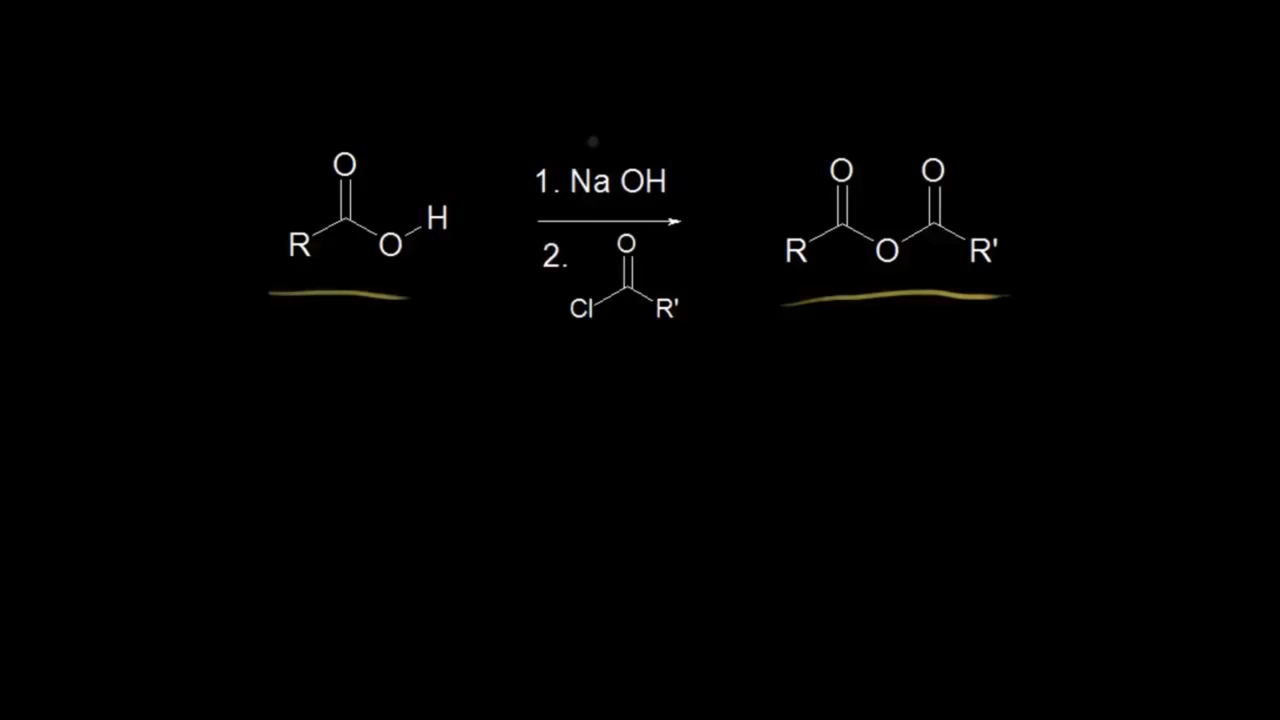 O
R O H
1. Na OH
2.
O
Cl R'
O O
R O R'